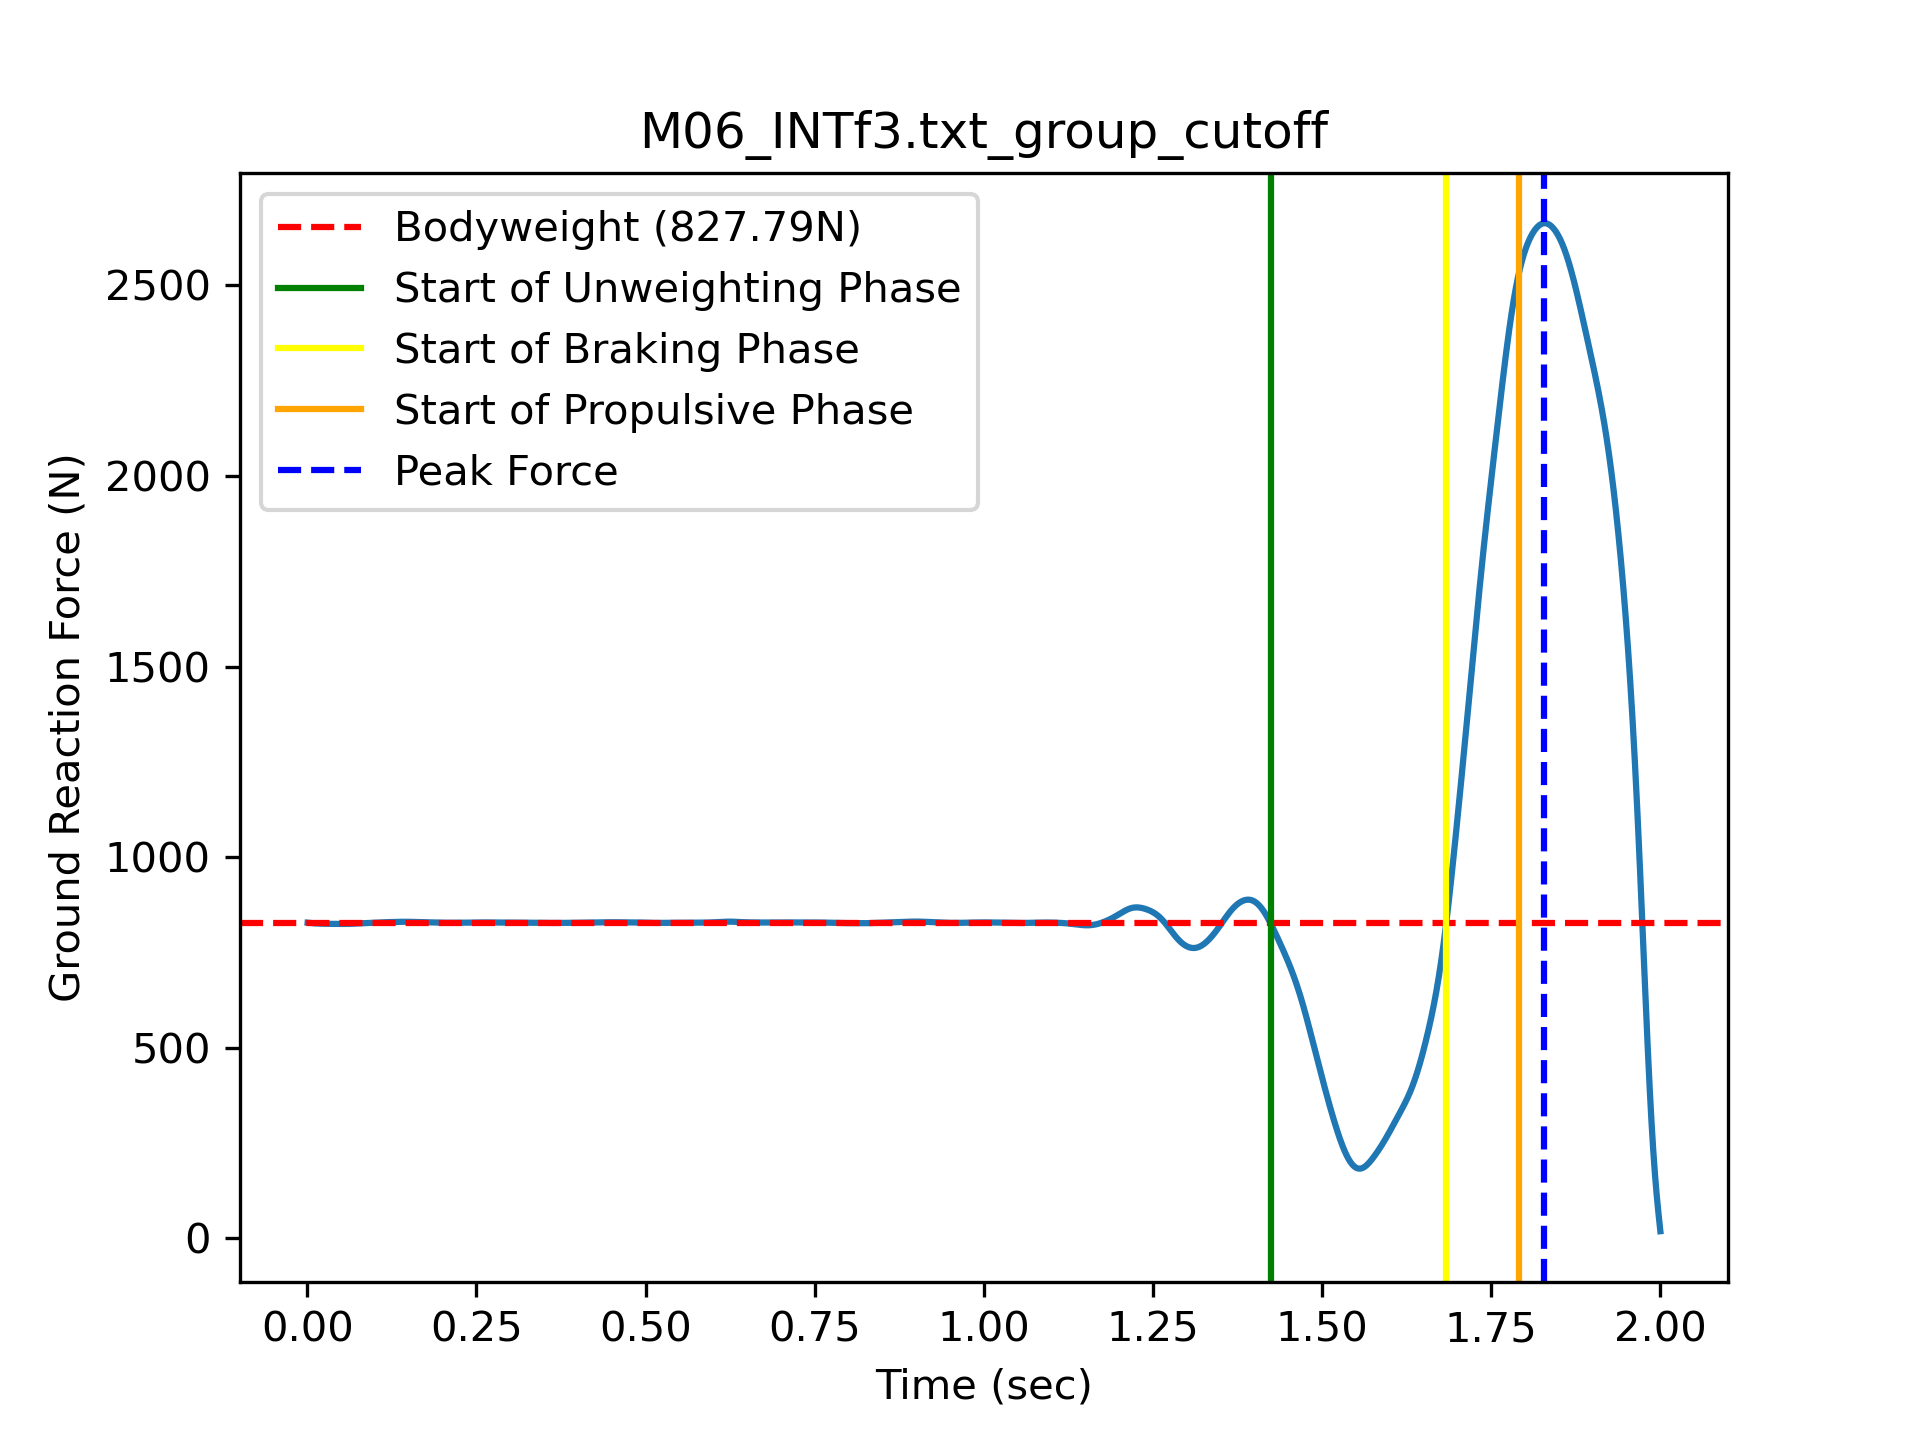 M06_INTf3.txt_group_cutoff
Bodyweight (827.79N)
Start of Unweighting Phase
Start of Braking Phase
Start of Propulsive Phase
Peak Force
Ground Reaction Force (N)
2500
2000
1500
1000
500
0
0.00 0.25 0.50 0.75 1.00 1.25 1.50 1.75 2.00
Time (sec)